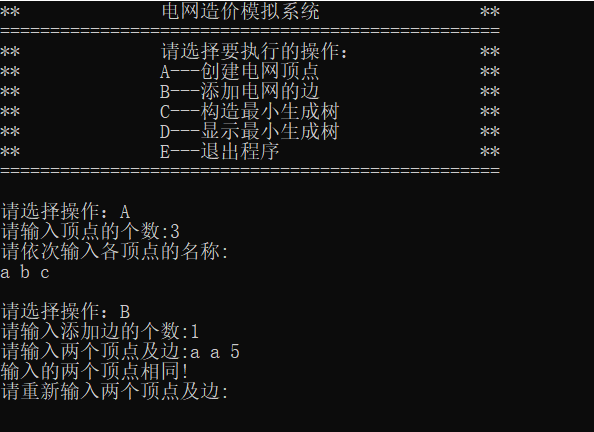 **              电网造价模拟系统                **
==================================================
**              请选择要执行的操作：            **
**              A---创建电网顶点                **
**              B---添加电网的边                **
**              C---构造最小生成树              **
**              D---显示最小生成树              **
**              E---退出程序                    **
==================================================
请选择操作：A
请输入顶点的个数:3
请依次输入各顶点的名称:
a b c
请选择操作：B
请输入添加边的个数:1
请输入两个顶点及边:a a 5
输入的两个顶点相同!
请重新输入两个顶点及边: